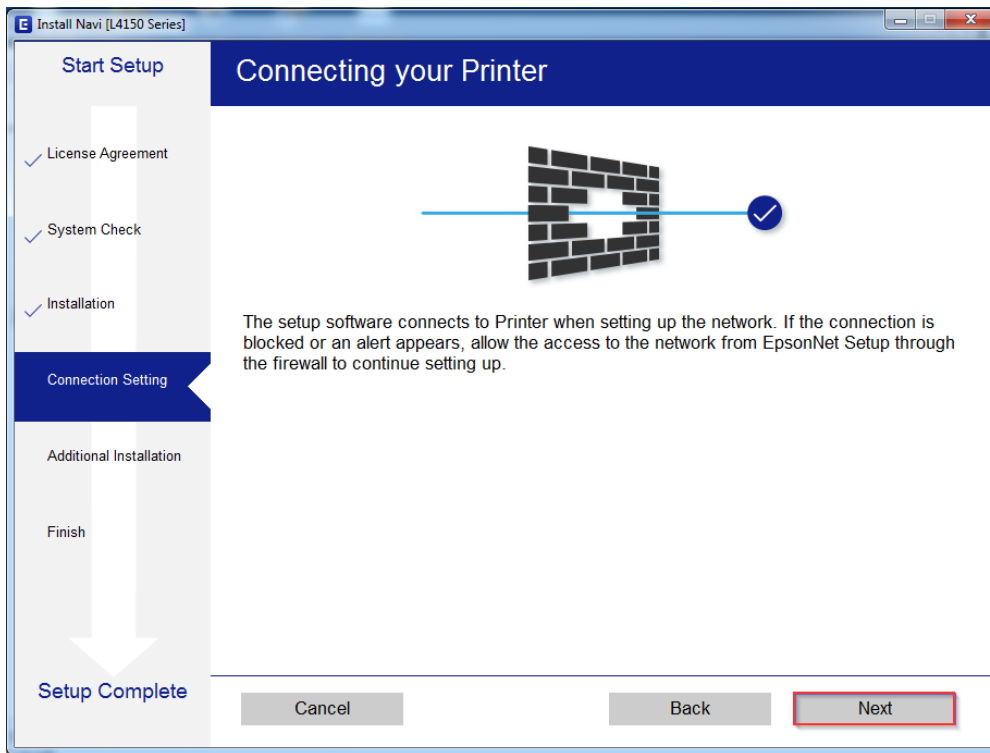 Install Navi [L4150 Series]
Start Setup
Connecting your Printer
License Agreement
System Check
Installation
Connection Setting
Additional Installation
Finish
Setup Complete
The setup software connects to Printer when setting up the network. If the connection is
blocked or an alert appears, allow the access to the network from EpsonNet Setup through
the firewall to continue setting up.
Cancel
Back
Next